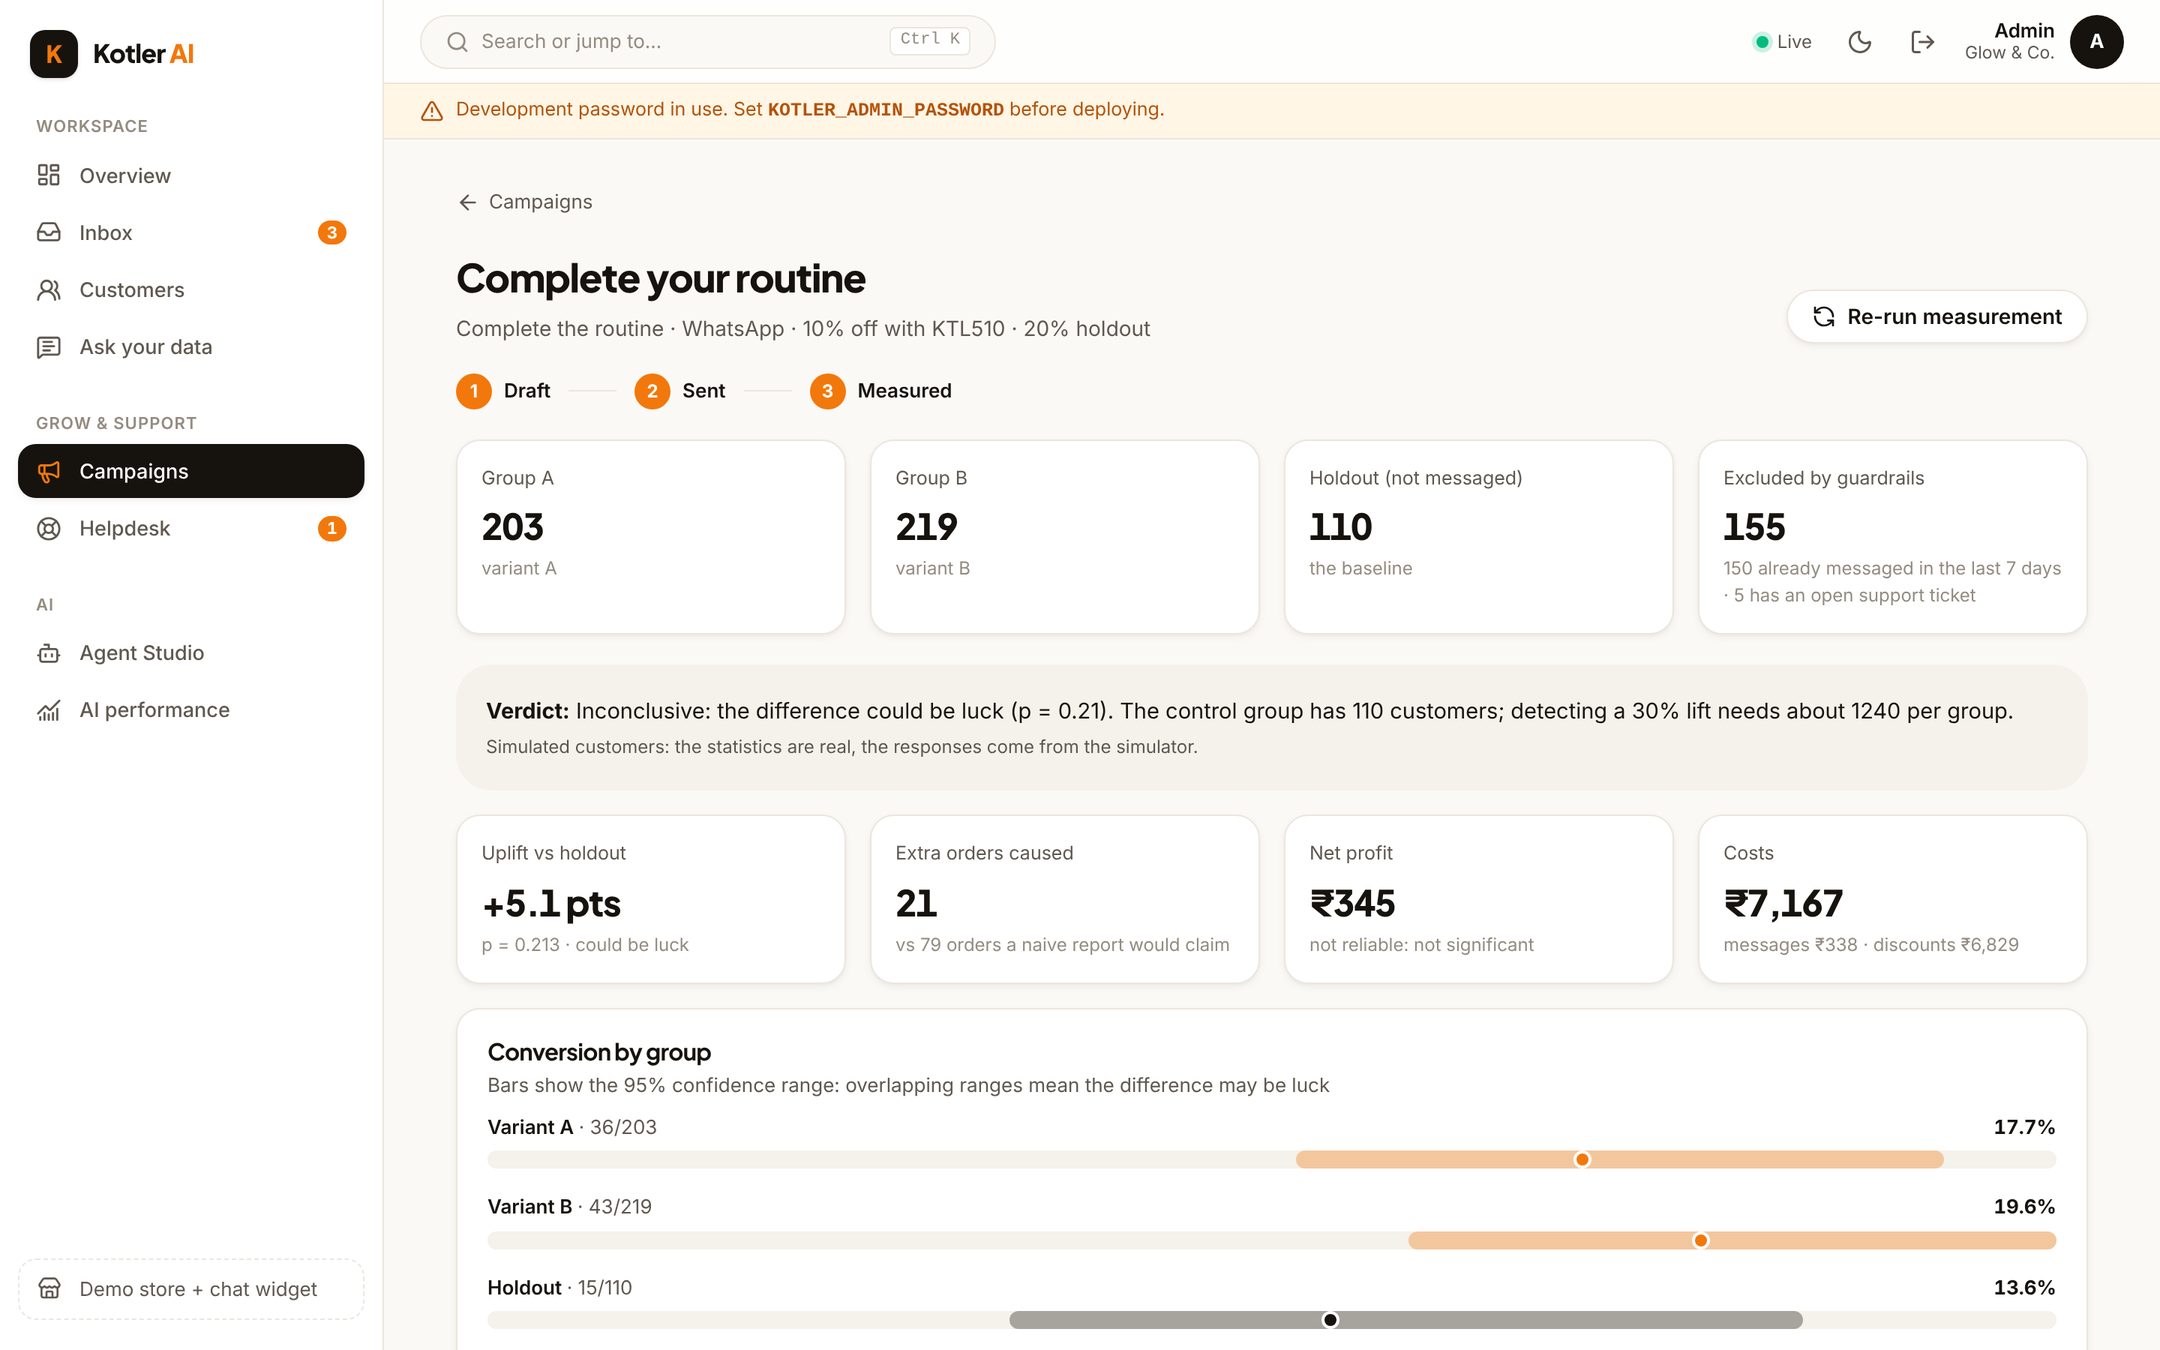 K Kotler AI
Search or jump to... Ctrl K
Live
Admin
Glow & Co.
A
Development password in use. Set KOTLER_ADMIN_PASSWORD before deploying.
WORKSPACE
Overview
Inbox 3
Customers
Ask your data
GROW & SUPPORT
Campaigns
Helpdesk 1
AI
Agent Studio
AI performance
Demo store + chat widget
Campaigns
Complete your routine
Complete the routine · WhatsApp · 10% off with KTL510 · 20% holdout
Re-run measurement
1 Draft 2 Sent 3 Measured
Group A
203
variant A
Group B
219
variant B
Holdout (not messaged)
110
the baseline
Excluded by guardrails
155
150 already messaged in the last 7 days
· 5 has an open support ticket
Verdict: Inconclusive: the difference could be luck (p = 0.21). The control group has 110 customers; detecting a 30% lift needs about 1240 per group.
Simulated customers: the statistics are real, the responses come from the simulator.
Uplift vs holdout
+5.1 pts
p = 0.213 · could be luck
Extra orders caused
21
vs 79 orders a naive report would claim
Net profit
₹345
not reliable: not significant
Costs
₹7,167
messages ₹338 · discounts ₹6,829
Conversion by group
Bars show the 95% confidence range: overlapping ranges mean the difference may be luck
Variant A · 36/203 17.7%
Variant B · 43/219 19.6%
Holdout · 15/110 13.6%